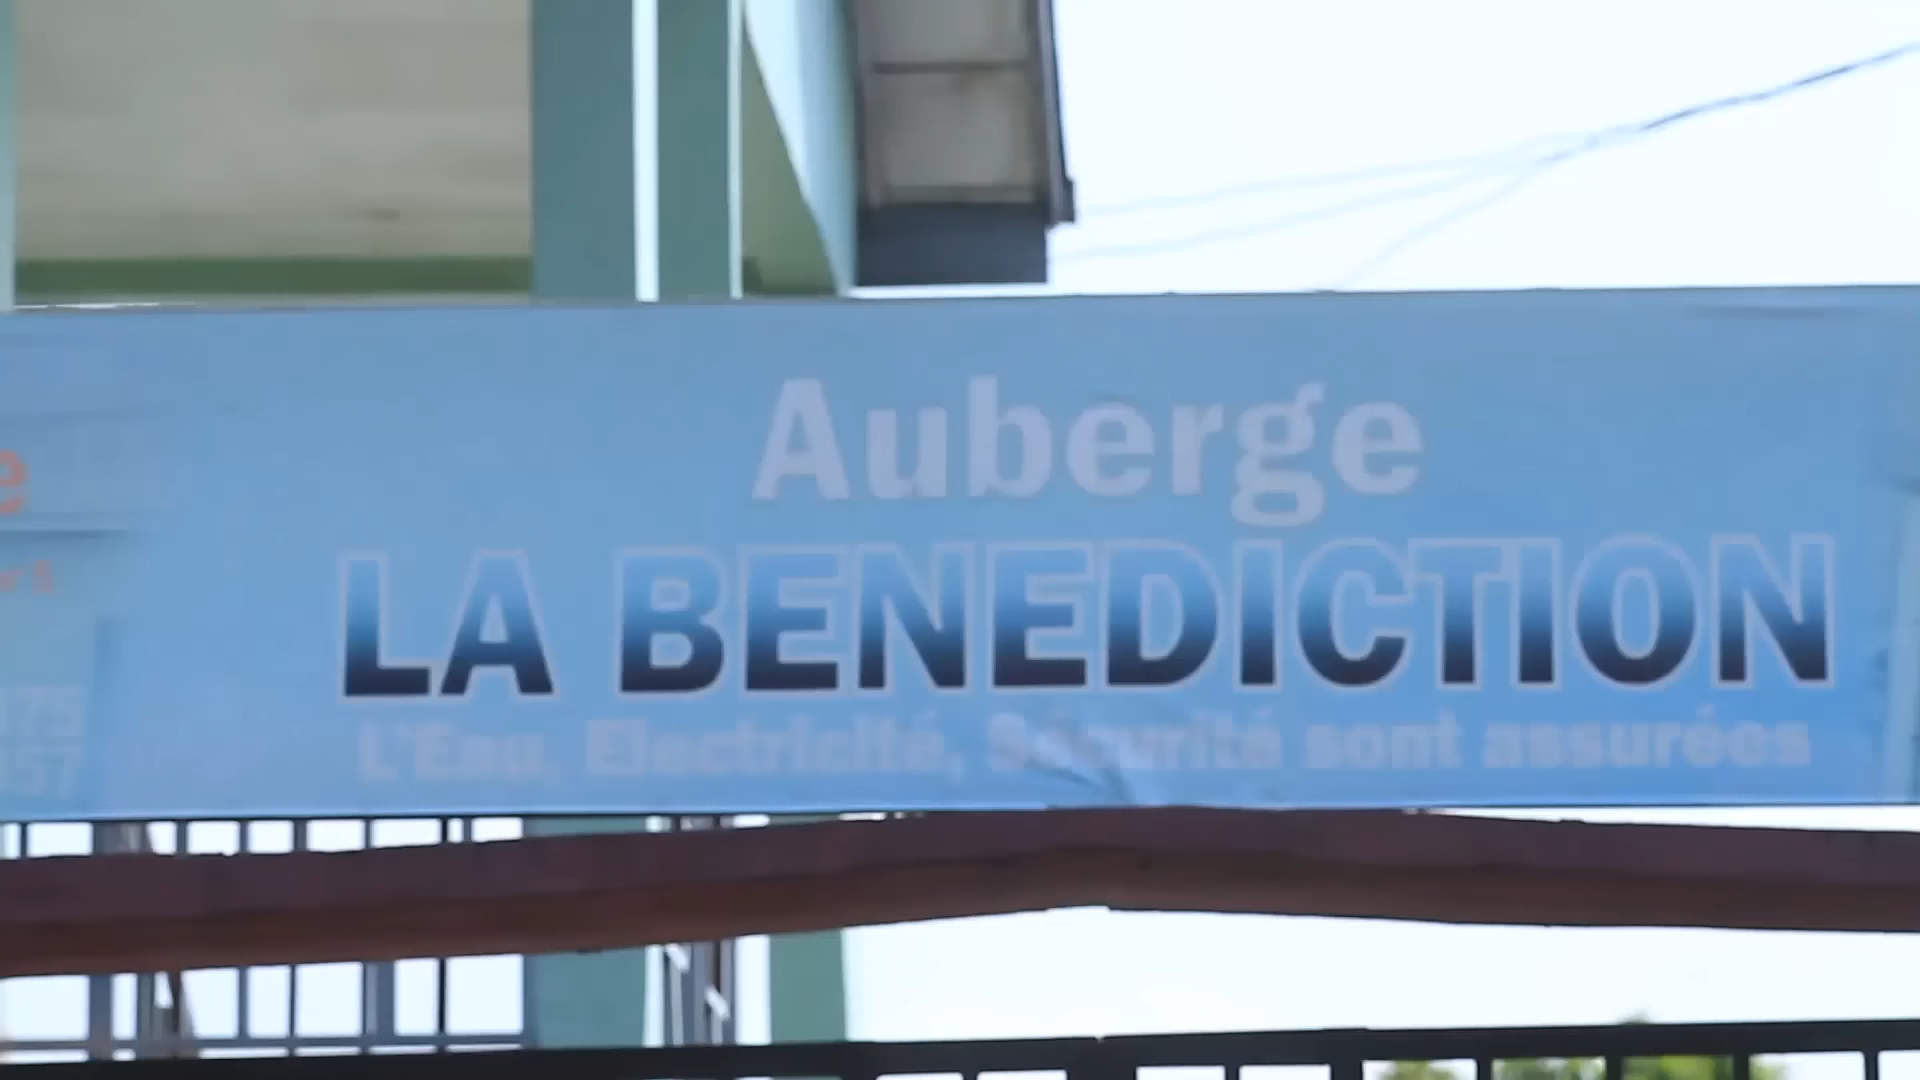 Auberge
LA BENEDICTION
L'Eau, Electricité, Sécurité sont assurées